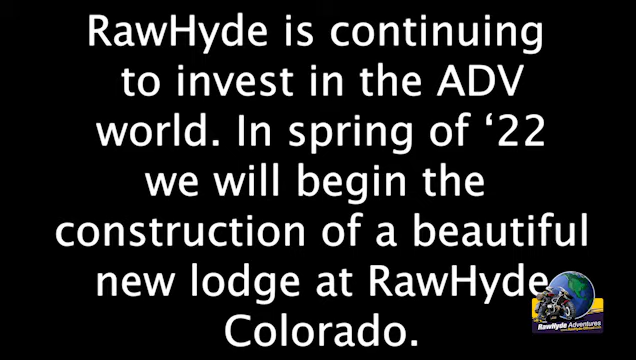 RawHyde is continuing
to invest in the ADV
world. In spring of ‘22
we will begin the
construction of a beautiful
new lodge at RawHyde
Colorado.
RawHyde Adventures